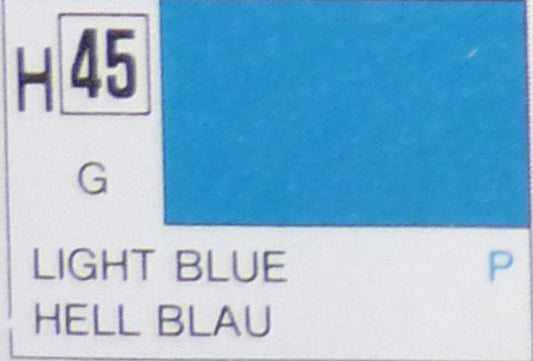 H 45
G
LIGHT BLUE P
HELL BLAU